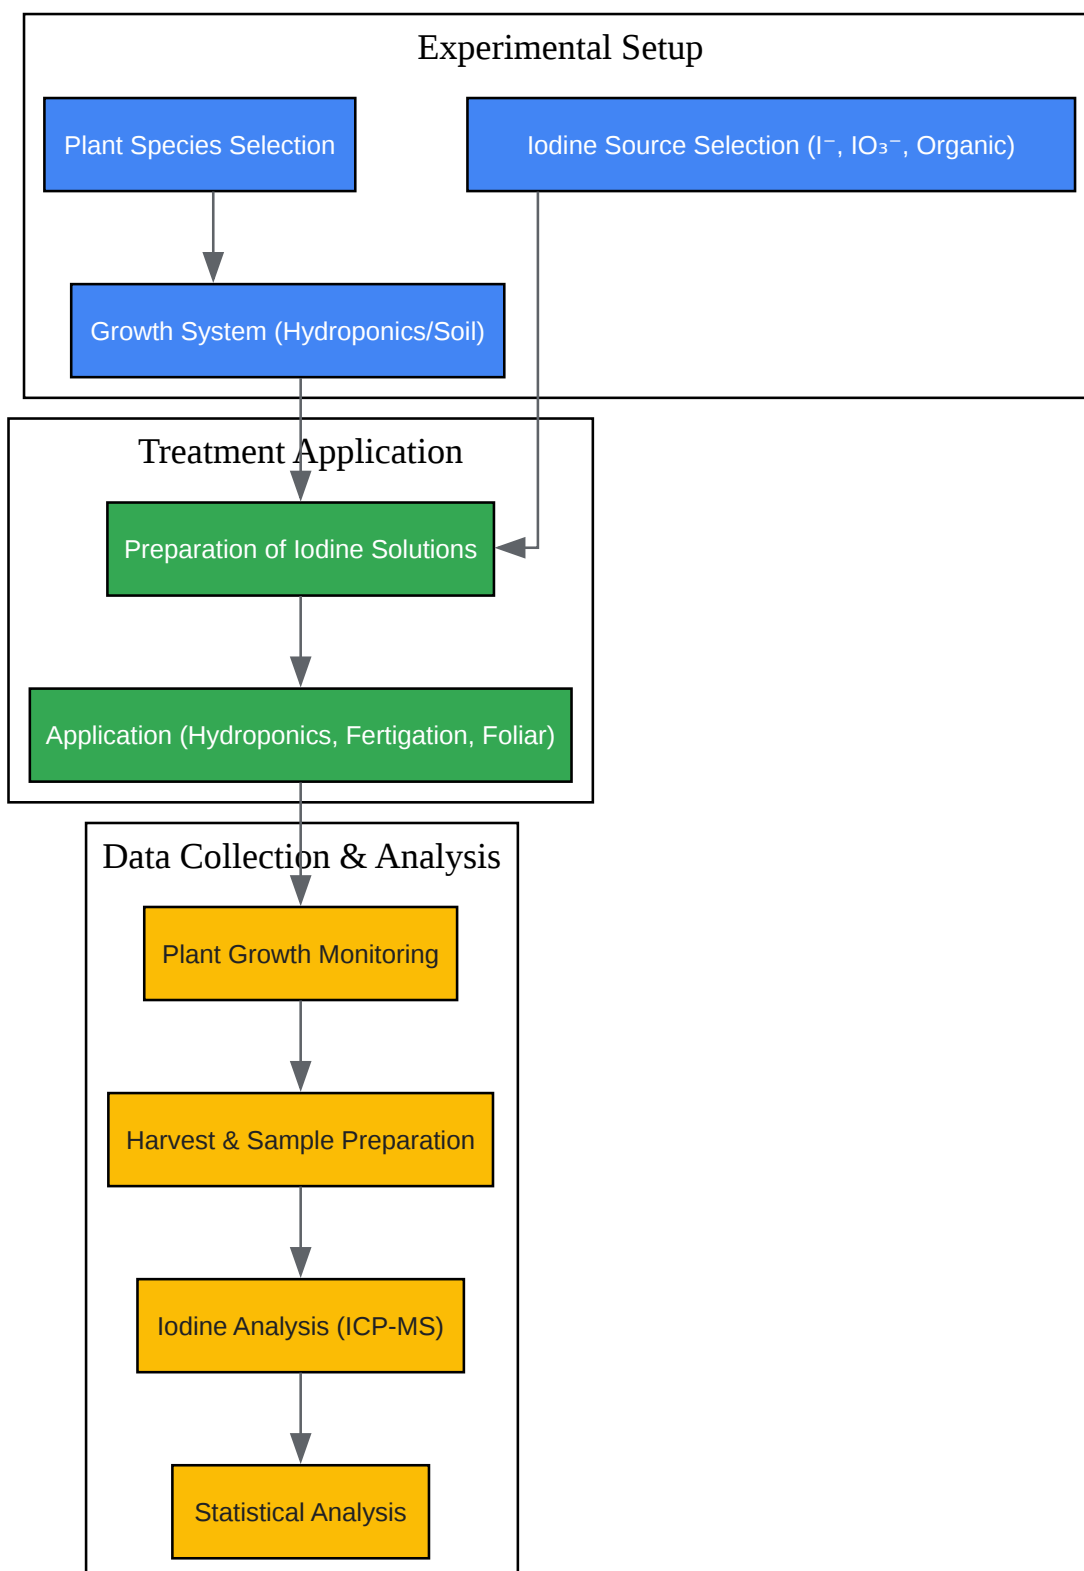 Experimental Setup
Plant Species Selection
Iodine Source Selection (I⁻, IO₃⁻, Organic)
Growth System (Hydroponics/Soil)
Treatment Application
Preparation of Iodine Solutions
Application (Hydroponics, Fertigation, Foliar)
Data Collection & Analysis
Plant Growth Monitoring
Harvest & Sample Preparation
Iodine Analysis (ICP-MS)
Statistical Analysis